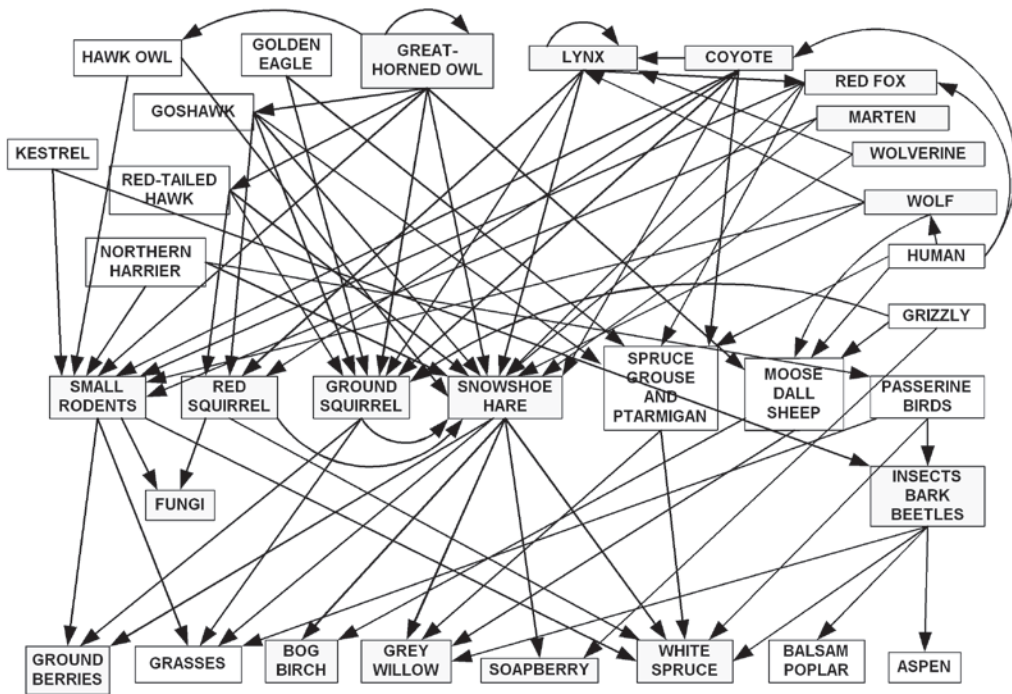 HAWK OWL
GOLDEN
EAGLE
GREAT-
HORNED OWL
LYNX
COYOTE
RED FOX
GOSHAWK
MARTEN
KESTREL
WOLVERINE
RED-TAILED
HAWK
WOLF
NORTHERN
HARRIER
HUMAN
GRIZZLY
SMALL
RODENTS
RED
SQUIRREL
GROUND
SQUIRREL
SNOWSHOE
HARE
SPRUCE
GROUSE
AND
PTARMIGAN
MOOSE
DALL
SHEEP
PASSERINE
BIRDS
FUNGI
INSECTS
BARK
BEETLES
GROUND
BERRIES
GRASSES
BOG
BIRCH
GREY
WILLOW
SOAPBERRY
WHITE
SPRUCE
BALSAM
POPLAR
ASPEN